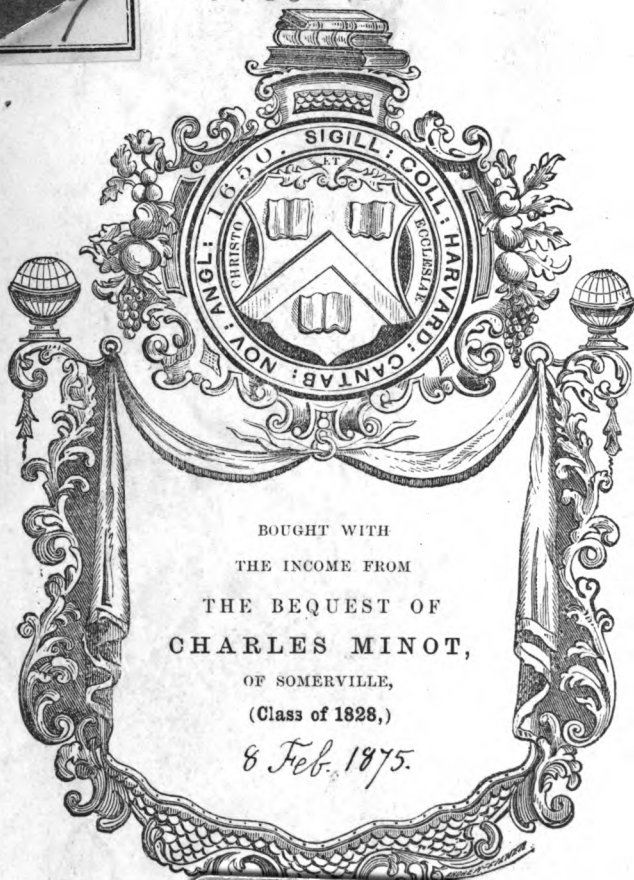 SIGILL: COLL: HARVARD: CANTAB: NOV: ANGL: 1650.
ET
CHRISTO
ECCLESIAE
BOUGHT WITH
THE INCOME FROM
THE BEQUEST OF
CHARLES MINOT,
OF SOMERVILLE,
(Class of 1828,)
8 Feb. 1875.